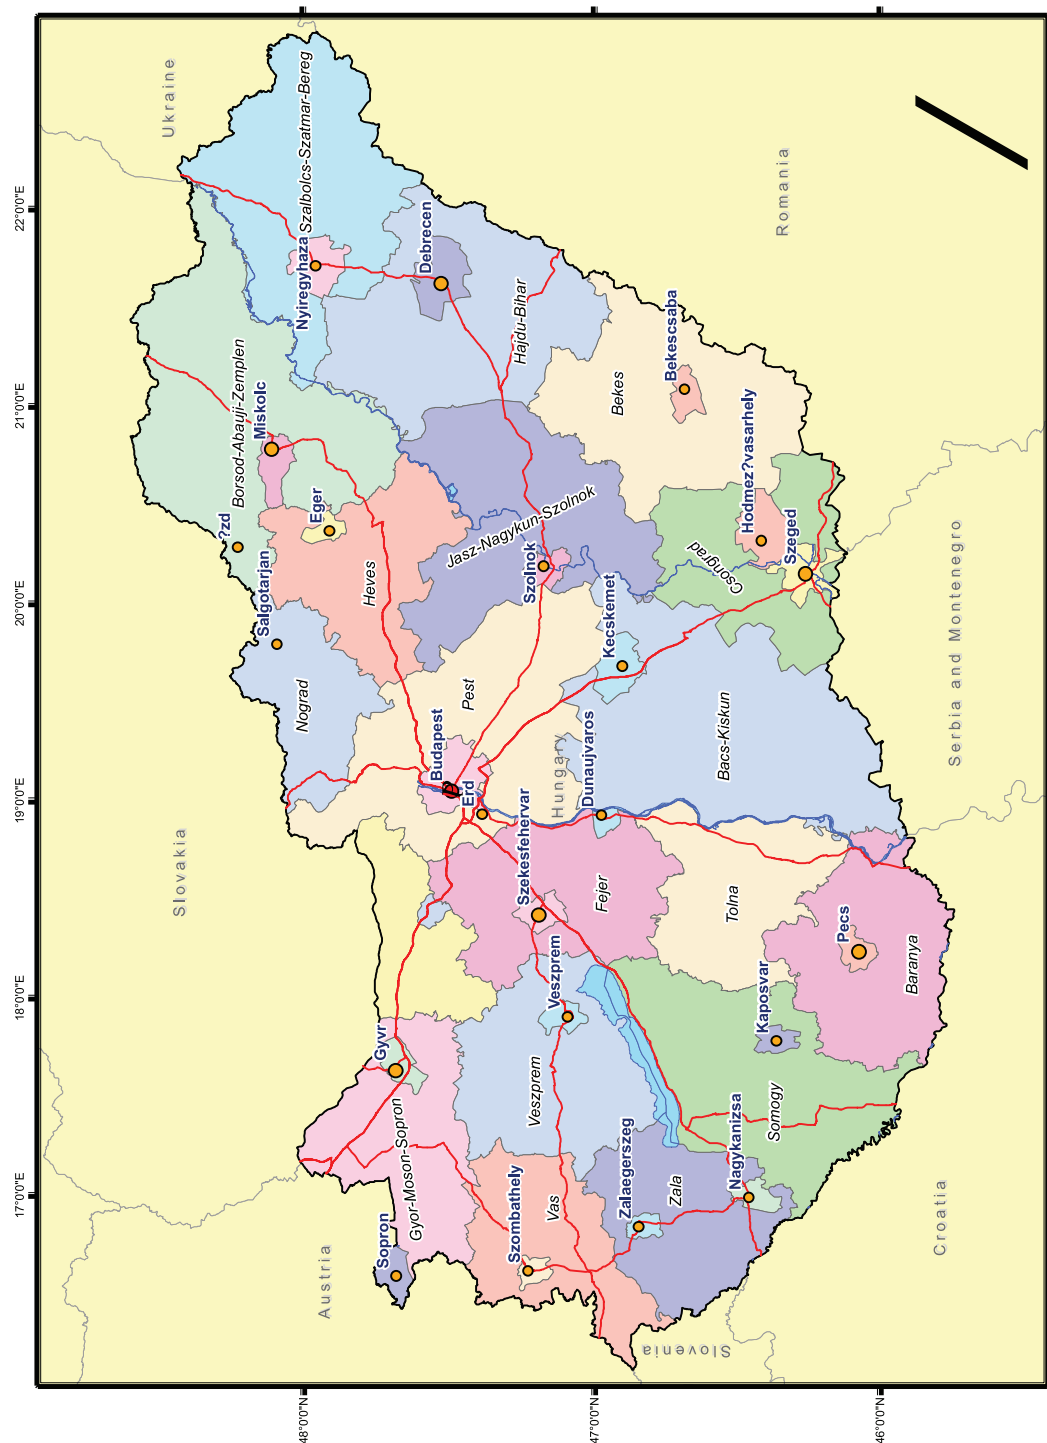 17°0'0"E
18°0'0"E
19°0'0"E
20°0'0"E
21°0'0"E
22°0'0"E
48°0'0"N
47°0'0"N
46°0'0"N
Ukraine
Slovakia
Austria
Romania
Hungary
Slovenia
Croatia
Serbia and Montenegro
Szalbolcs-Szatmar-Bereg
Nyiregyhaza
Borsod-Abauji-Zemplen
Miskolc
?zd
Eger
Salgotarjan
Nograd
Heves
Debrecen
Hajdu-Bihar
Jasz-Nagykun-Szolnok
Szolnok
Pest
Budapest
Erd
Gyvr
Gyor-Moson-Sopron
Sopron
Szombathely
Vas
Veszprem
Veszprem
Szekesfehervar
Fejer
Dunaujvaros
Kecskemet
Bacs-Kiskun
Bekes
Bekescsaba
Hodmez?vasarhely
Csongrad
Szeged
Zalaegerszeg
Zala
Nagykanizsa
Somogy
Kaposvar
Tolna
Pecs
Baranya